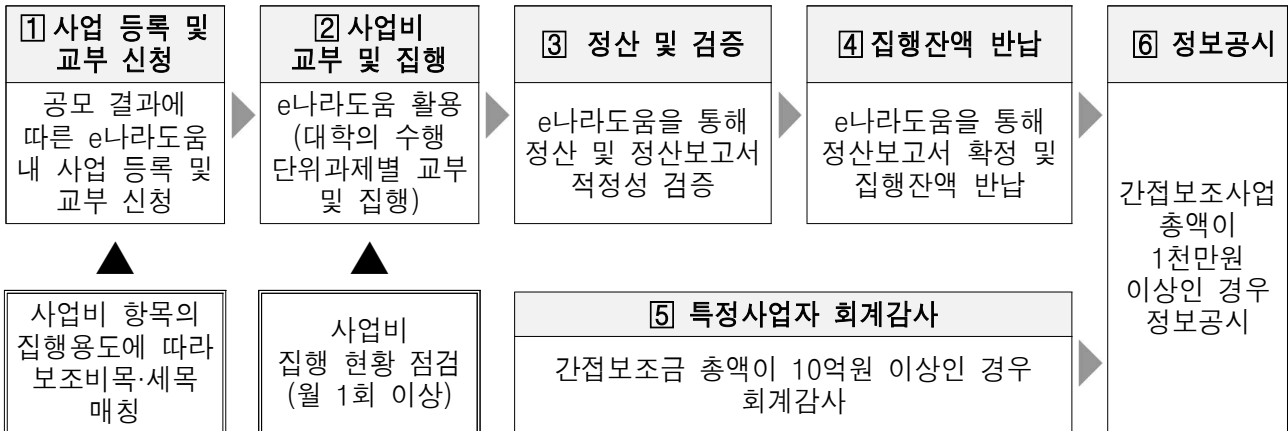 1 사업 등록 및
교부 신청
공모 결과에
따른 e나라도움
내 사업 등록 및
교부 신청
2 사업비
교부 및 집행
e나라도움 활용
(대학의 수행
단위과제별 교부
및 집행)
3 정산 및 검증
e나라도움을 통해
정산 및 정산보고서
적정성 검증
4 집행잔액 반납
e나라도움을 통해
정산보고서 확정 및
집행잔액 반납
6 정보공시
간접보조사업
총액이
1천만원
이상인 경우
정보공시
사업비 항목의
집행용도에 따라
보조비목·세목
매칭
사업비
집행 현황 점검
(월 1회 이상)
5 특정사업자 회계감사
간접보조금 총액이 10억원 이상인 경우
회계감사